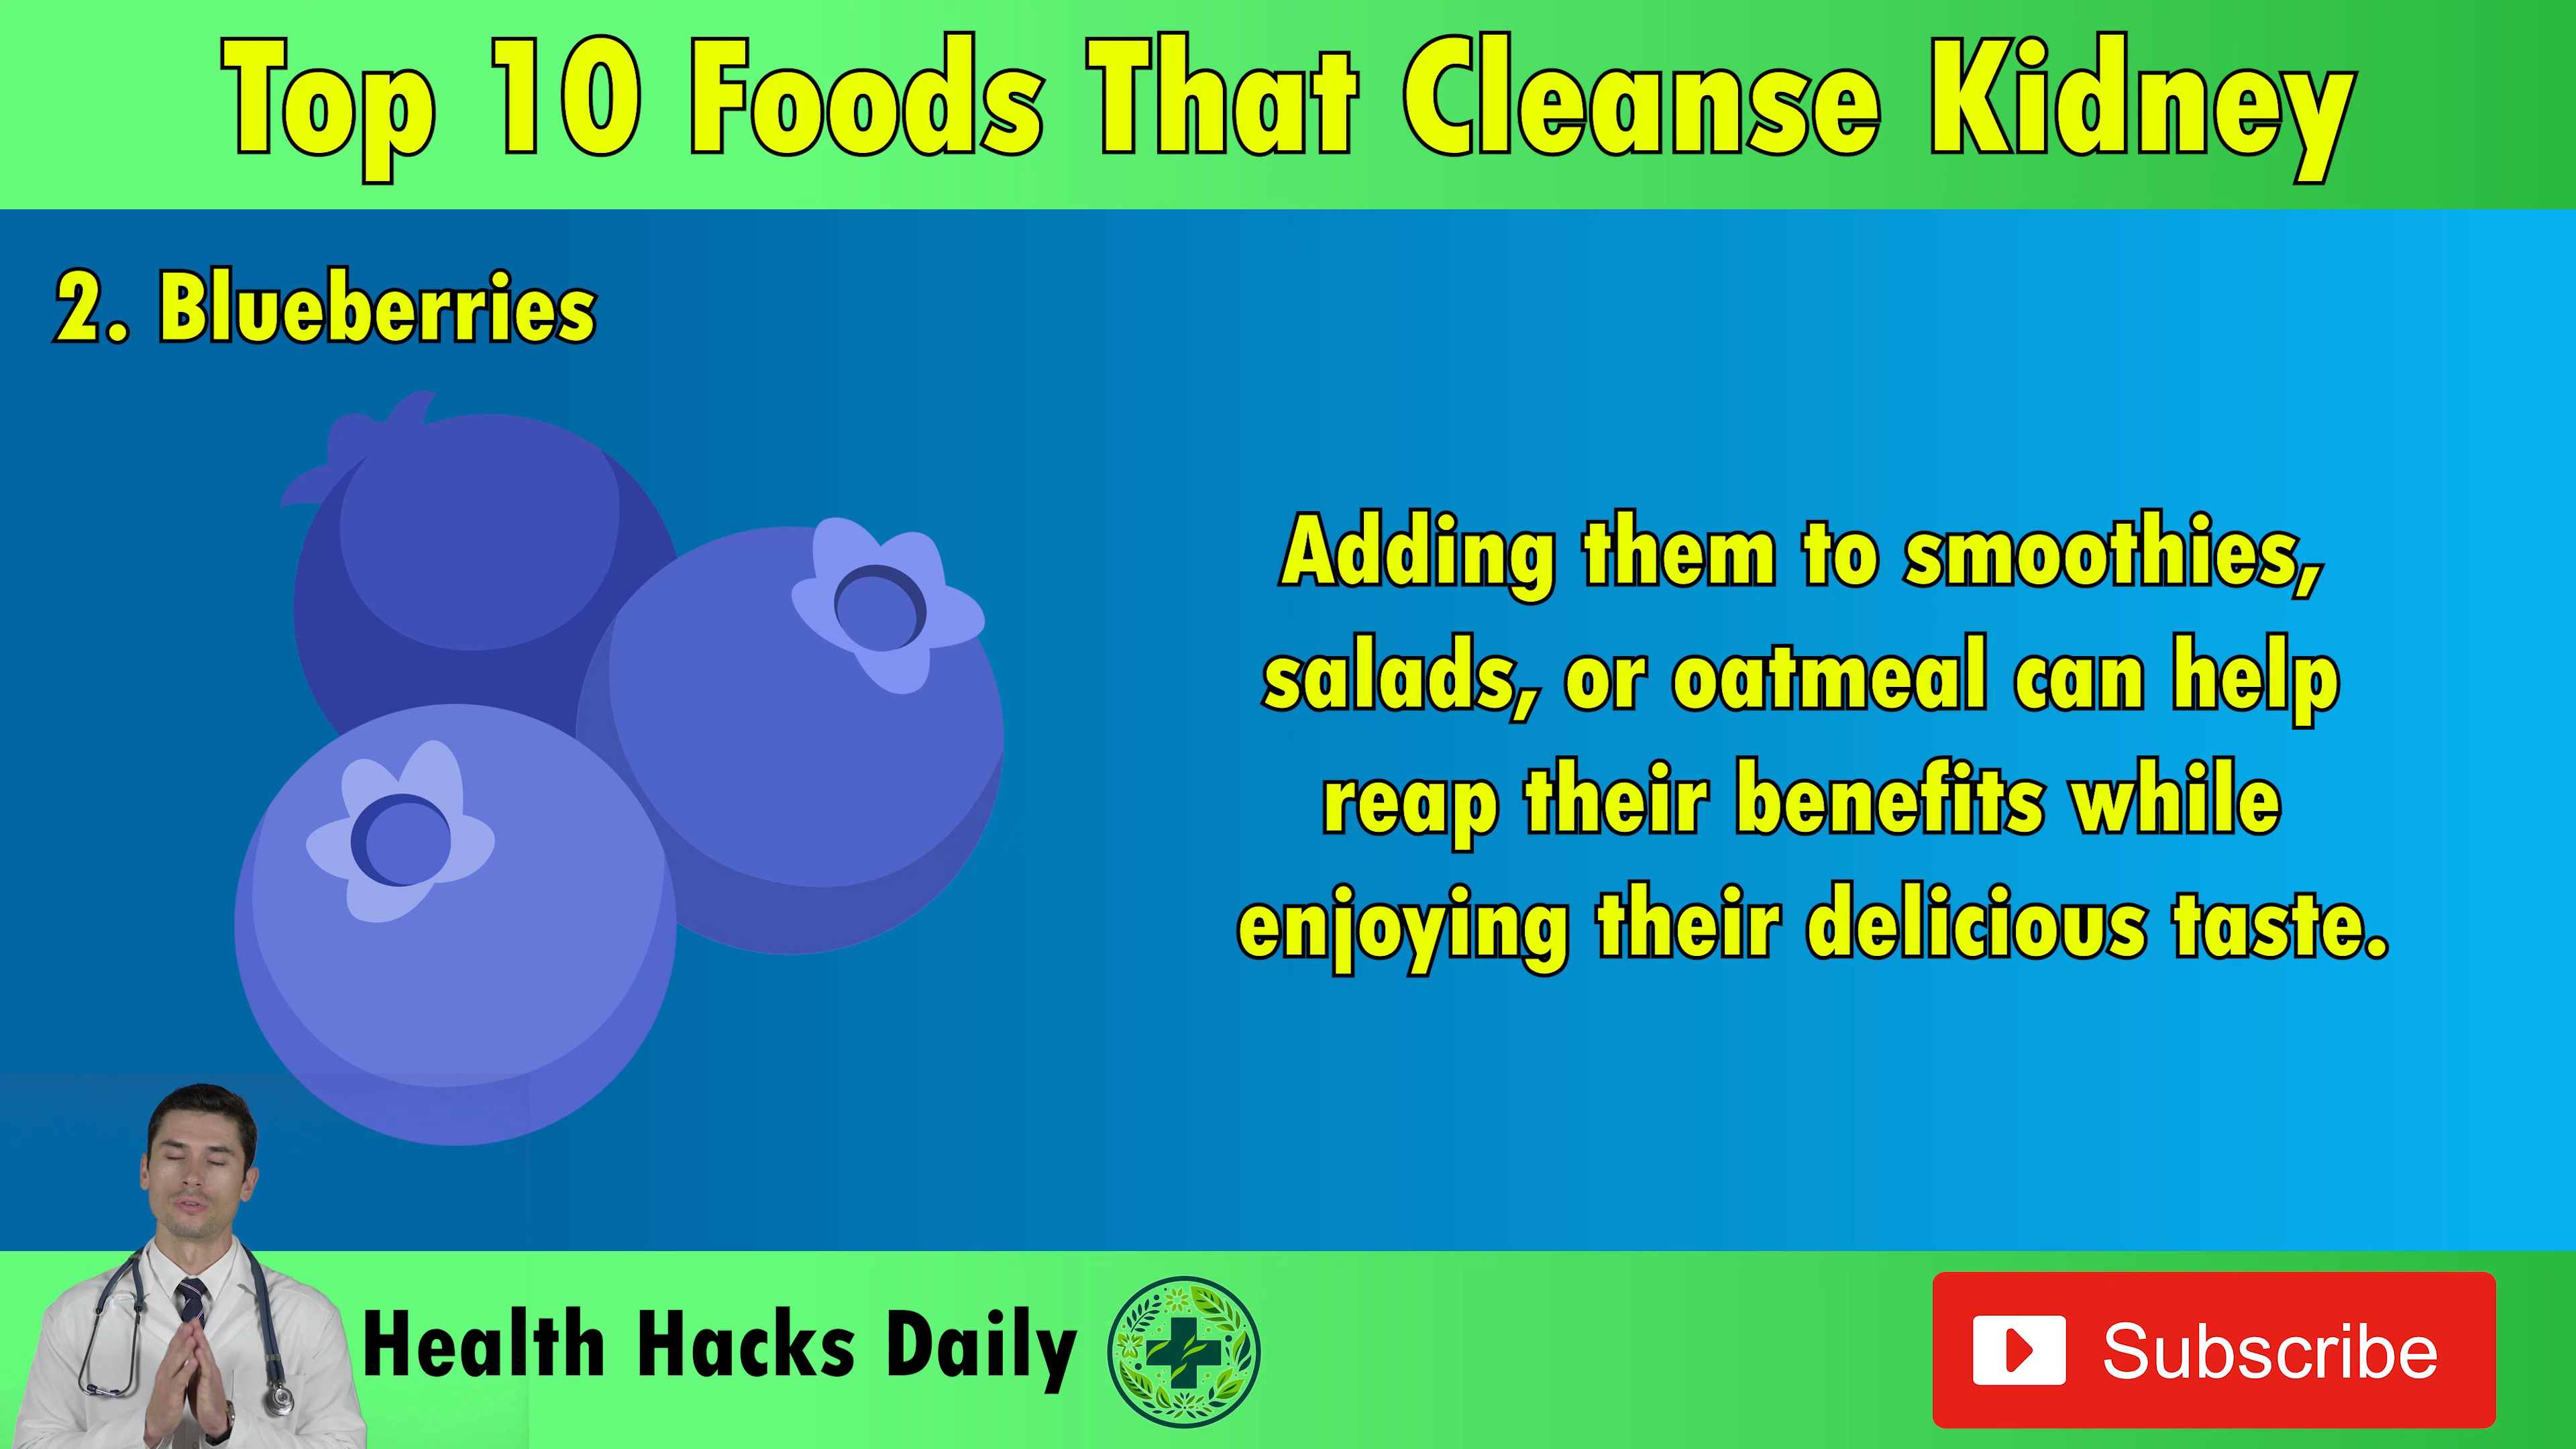 Top 10 Foods That Cleanse Kidney
2. Blueberries
Adding them to smoothies,
salads, or oatmeal can help
reap their benefits while
enjoying their delicious taste.
Health Hacks Daily
Subscribe